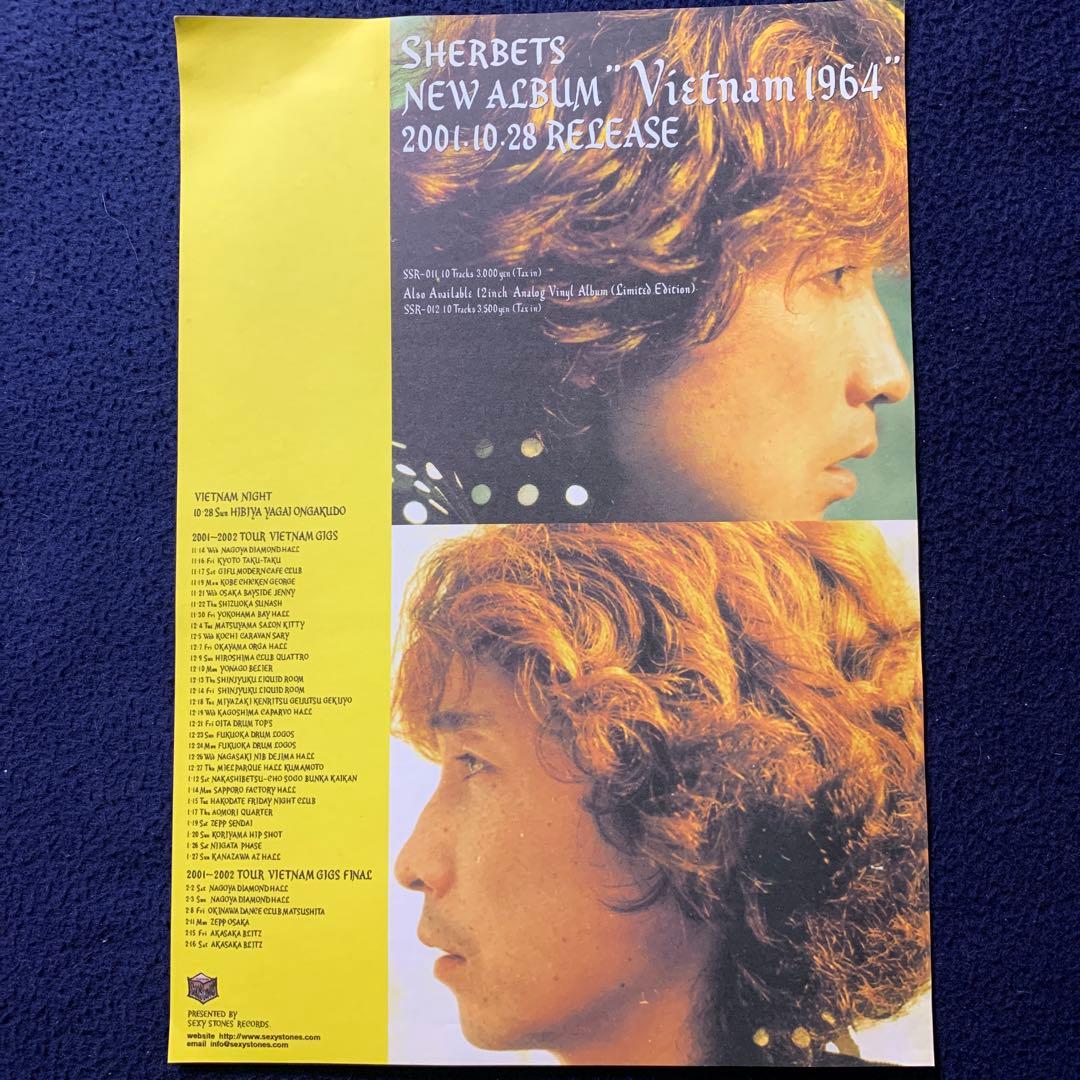 SHERBETS
NEW ALBUM "Vietnam 1964"
2001.10.28 RELEASE
SSR-011 10 Tracks 3.000 yen (Tax in)
Also Available 12inch Analog Vinyl Album (Limited Edition)
SSR-012 10 Tracks 3.500 yen (Tax in)
VIETNAM NIGHT
10·28 Sun HIBIYA YAGAI ONGAKUDO
2001~2002 TOUR VIETNAM GIGS
11·14 Wed NAGOYA DIAMOND HALL
11·16 Fri KYOTO TAKU-TAKU
11·17 Sat GIFU MODERN CAFE CLUB
11·19 Mon KOBE CHICKEN GEORGE
11·21 Wed OSAKA BAYSIDE JENNY
11·22 Thu SHIZUOKA SUNASH
11·30 Fri YOKOHAMA BAY HALL
12·4 Tue MATSUYAMA SALON KITTY
12·5 Wed KOCHI CARAVAN SARY
12·7 Fri OKAYAMA ORGA HALL
12·9 Sun HIROSHIMA CLUB QUATTRO
12·10 Mon YONAGO BELIER
12·13 Thu SHINJYUKU LIQUID ROOM
12·14 Fri SHINJYUKU LIQUID ROOM
12·18 Tue MIYAZAKI KENRITSU GEIJUTSU GEKIJYO
12·19 Wed KAGOSHIMA CAPARVO HALL
12·21 Fri OITA DRUM TOP'S
12·23 Sun FUKUOKA DRUM LOGOS
12·24 Mon FUKUOKA DRUM LOGOS
12·26 Wed NAGASAKI NIB DEJIMA HALL
12·27 Thu MIELPARQUE HALL KUMAMOTO
1·12 Sat NAKASHIBETSU-CHO SOGO BUNKA KAIKAN
1·14 Mon SAPPORO FACTORY HALL
1·15 Tue HAKODATE FRIDAY NIGHT CLUB
1·17 Thu AOMORI QUARTER
1·19 Sat ZEPP SENDAI
1·20 Sun KORIYAMA HIP SHOT
1·26 Sat NIIGATA PHASE
1·27 Sun KANAZAWA AZ HALL
2001~2002 TOUR VIETNAM GIGS FINAL
2·2 Sat NAGOYA DIAMOND HALL
2·3 Sun NAGOYA DIAMOND HALL
2·8 Fri OKINAWA DANCE CLUB MATSUSHITA
2·11 Mon ZEPP OSAKA
2·15 Fri AKASAKA BLITZ
2·16 Sat AKASAKA BLITZ
PRESENTED BY
SEXY STONES RECORDS.
website http://www.sexystones.com
email info@sexystones.com